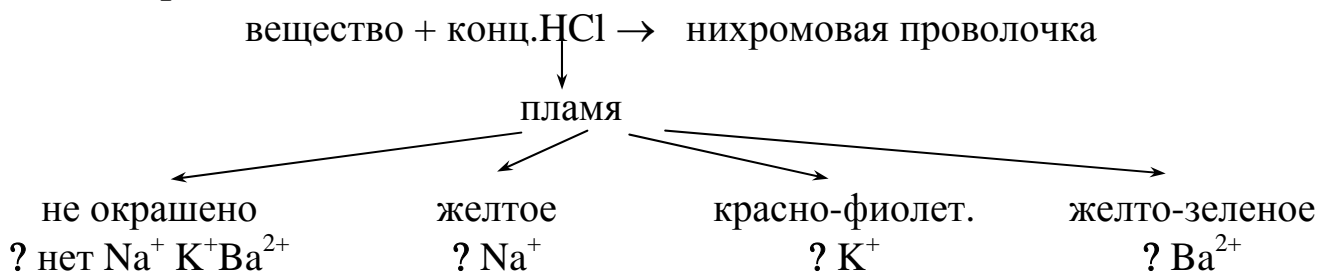 вещество + конц.HCl → нихромовая проволочка
пламя
не окрашено желтое красно-фиолет. желто-зеленое
? нет Na⁺ K⁺Ba²⁺ ? Na⁺ ? K⁺ ? Ba²⁺